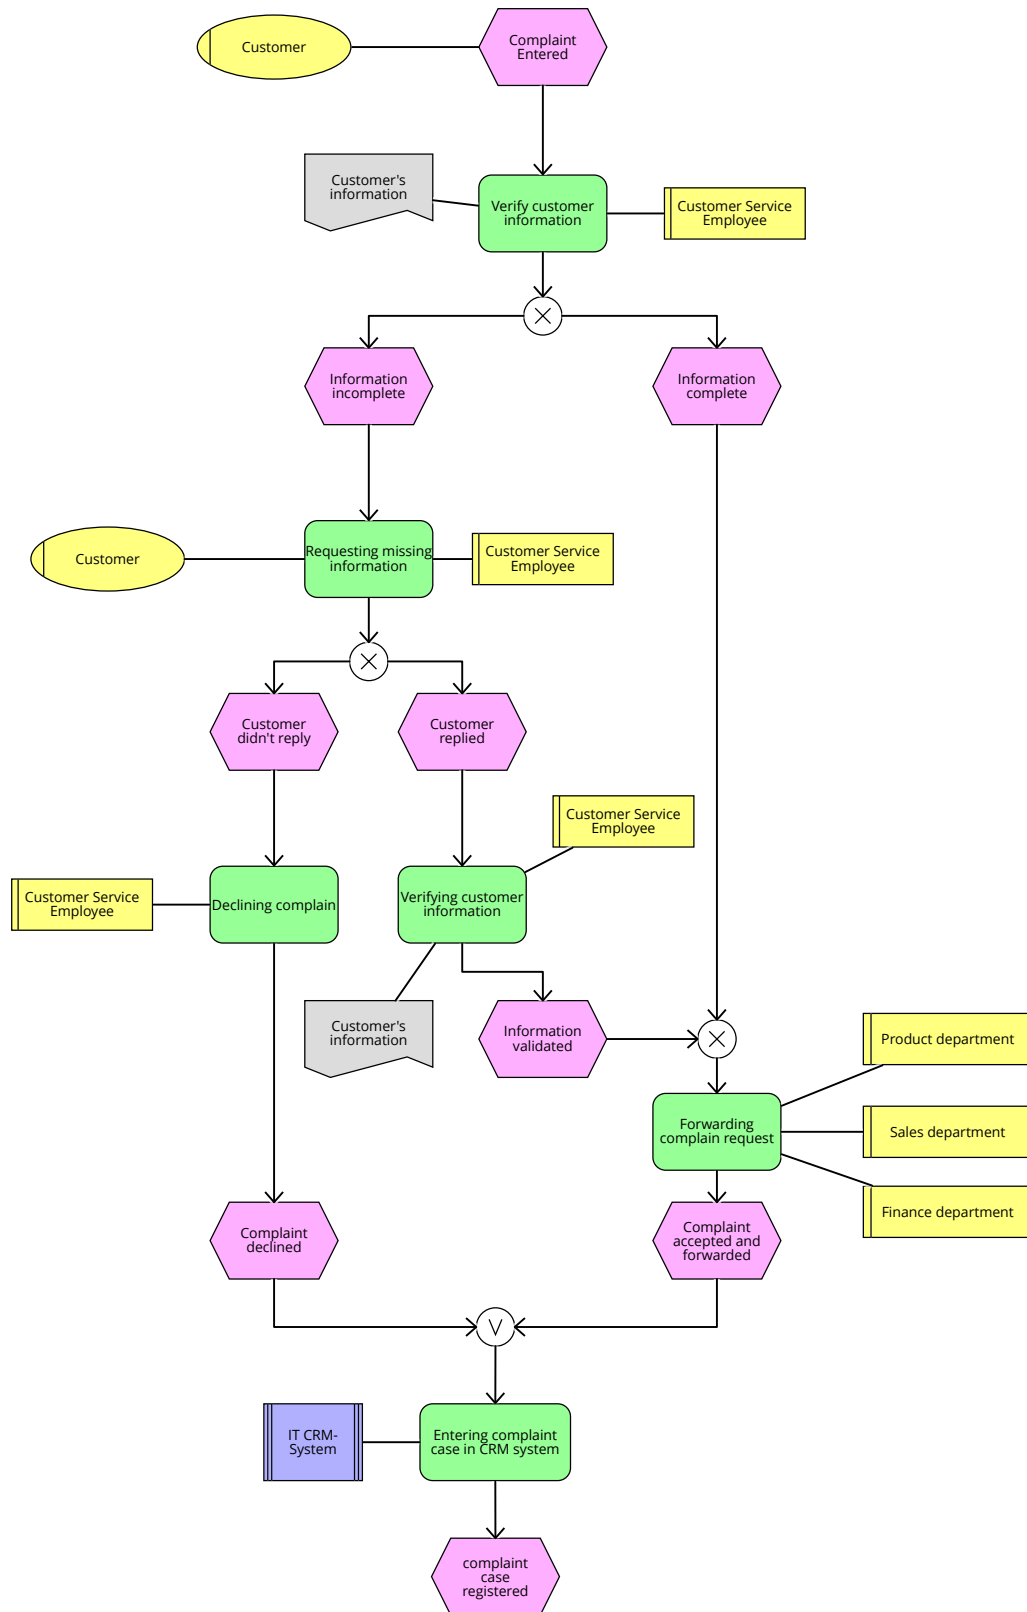 Customer
Complaint
Entered
Customer's
information
Verify customer
information
Customer Service
Employee
Information
incomplete
Information
complete
Customer
Requesting missing
information
Customer Service
Employee
Customer
didn't reply
Customer
replied
Customer Service
Employee
Customer Service
Employee
Declining complain
Verifying customer
information
Customer's
information
Information
validated
Product department
Forwarding
complain request
Sales department
Finance department
Complaint
declined
Complaint
accepted and
forwarded
IT CRM-
System
Entering complaint
case in CRM system
complaint
case
registered